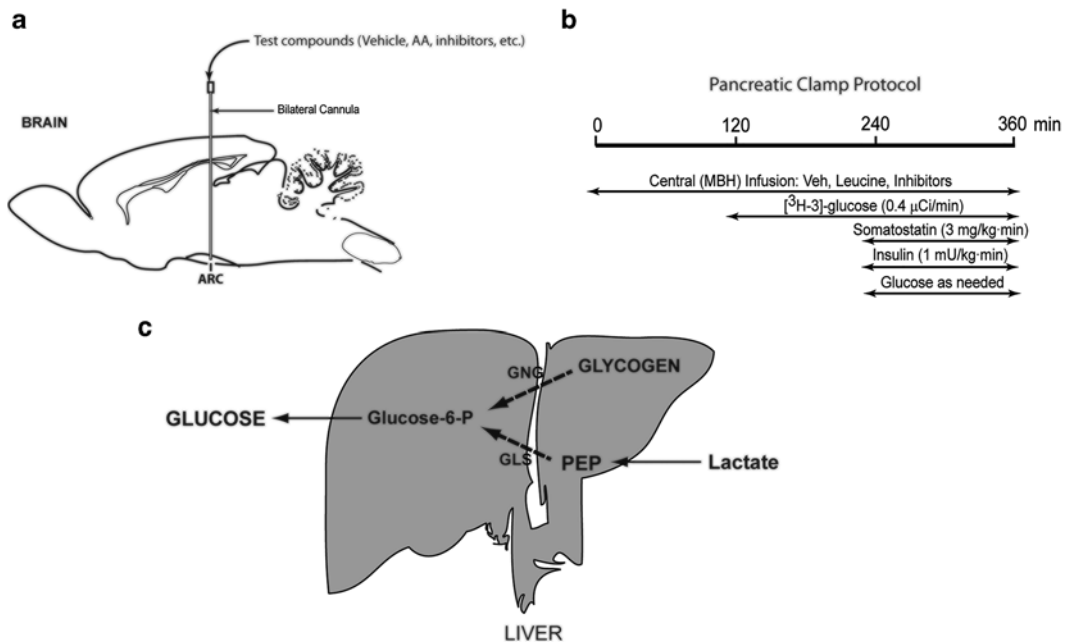 a
Test compounds (Vehicle, AA, inhibitors, etc.)
Bilateral Cannula
BRAIN
ARC
b
Pancreatic Clamp Protocol
0 120 240 360 min
Central (MBH) Infusion: Veh, Leucine, Inhibitors
[³H-3]-glucose (0.4 μCi/min)
Somatostatin (3 mg/kg·min)
Insulin (1 mU/kg·min)
Glucose as needed
c
GNG GLYCOGEN
GLUCOSE Glucose-6-P
GLS PEP Lactate
LIVER